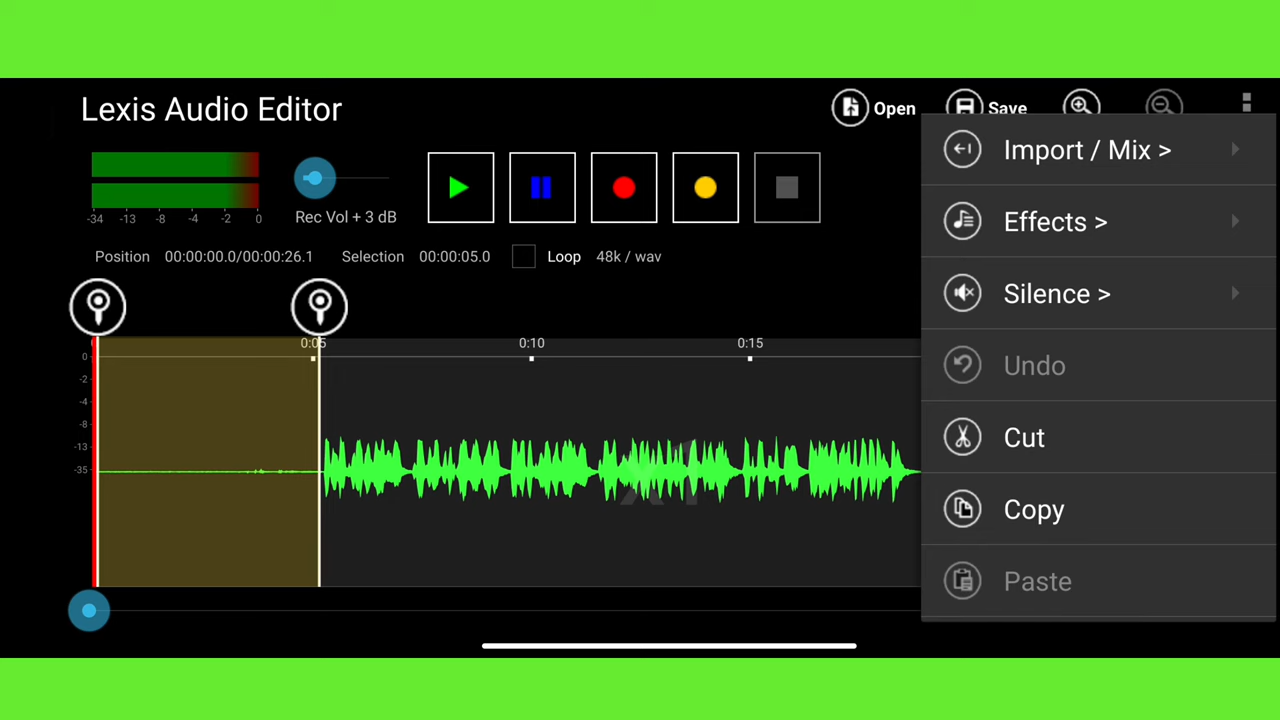 Lexis Audio Editor
Open
Save
-34 -13 -8 -4 -2 0
Rec Vol + 3 dB
Position 00:00:00.0/00:00:26.1 Selection 00:00:05.0 Loop 48k / wav
0:05 0:10 0:15
0
-2
-4
-8
-13
-35
x1
Import / Mix >
Effects >
Silence >
Undo
Cut
Copy
Paste